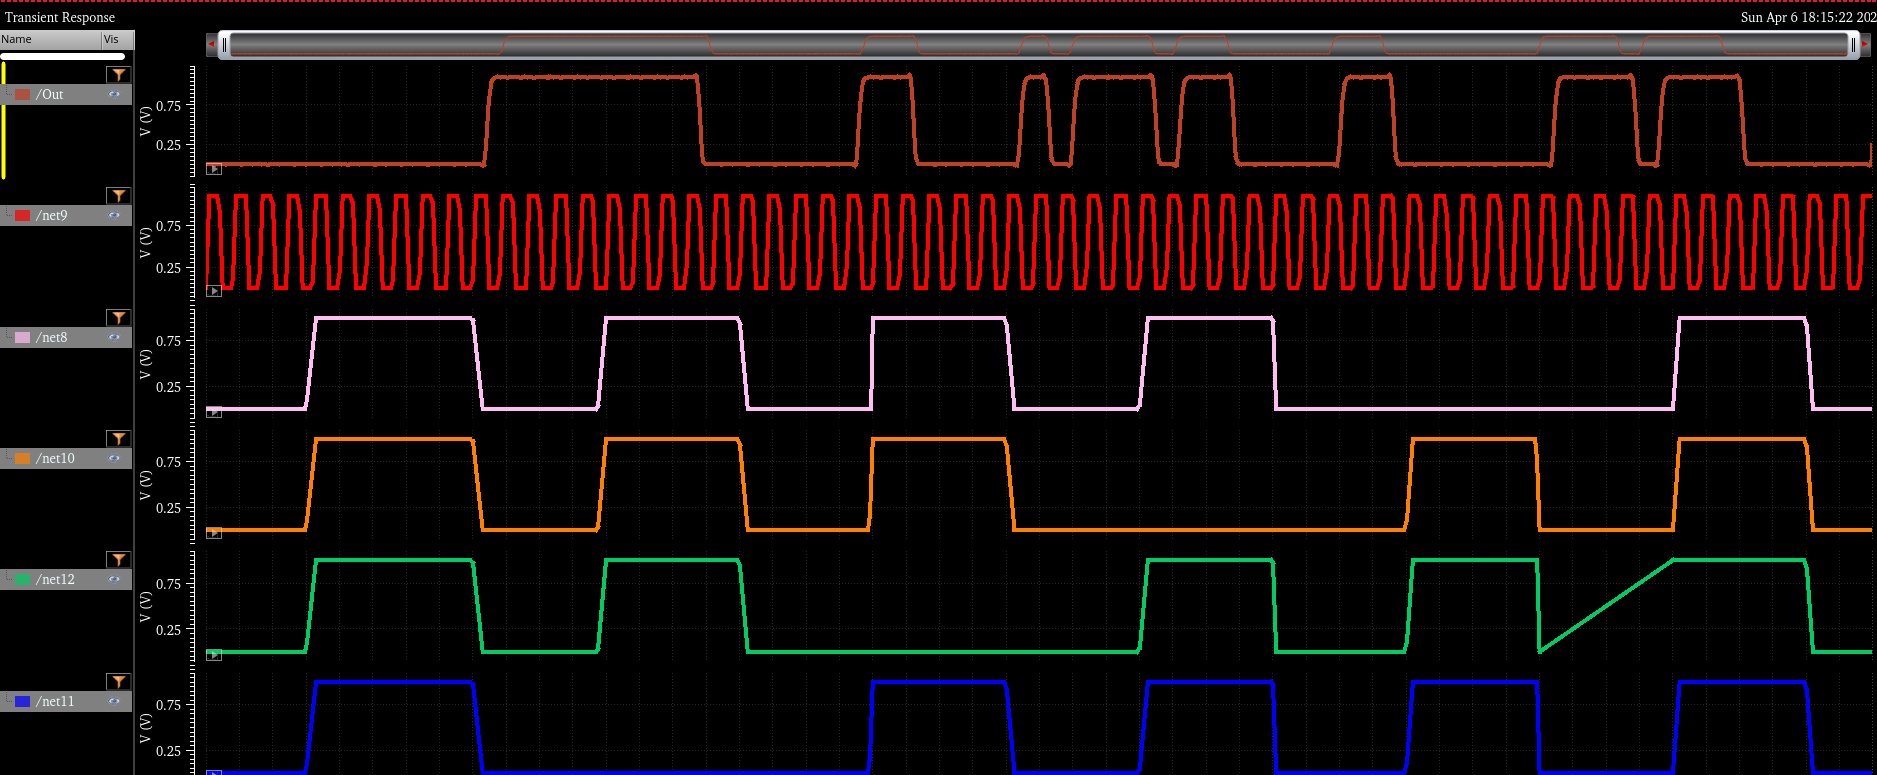 Transient Response
Sun Apr 6 18:15:22 202
Name Vis
/Out
V (V)
0.75
0.25
/net9
V (V)
0.75
0.25
/net8
V (V)
0.75
0.25
/net10
V (V)
0.75
0.25
/net12
V (V)
0.75
0.25
/net11
V (V)
0.75
0.25